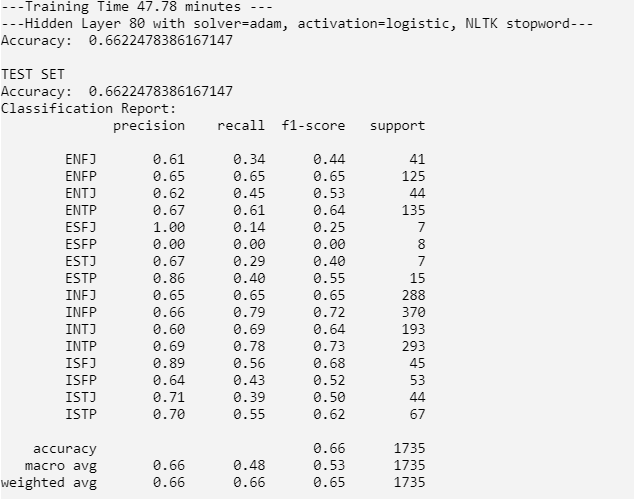 ---Training Time 47.78 minutes ---
---Hidden Layer 80 with solver=adam, activation=logistic, NLTK stopword---
Accuracy:  0.6622478386167147

TEST SET
Accuracy:  0.6622478386167147
Classification Report:
              precision    recall  f1-score   support

        ENFJ       0.61      0.34      0.44        41
        ENFP       0.65      0.65      0.65       125
        ENTJ       0.62      0.45      0.53        44
        ENTP       0.67      0.61      0.64       135
        ESFJ       1.00      0.14      0.25         7
        ESFP       0.00      0.00      0.00         8
        ESTJ       0.67      0.29      0.40         7
        ESTP       0.86      0.40      0.55        15
        INFJ       0.65      0.65      0.65       288
        INFP       0.66      0.79      0.72       370
        INTJ       0.60      0.69      0.64       193
        INTP       0.69      0.78      0.73       293
        ISFJ       0.89      0.56      0.68        45
        ISFP       0.64      0.43      0.52        53
        ISTJ       0.71      0.39      0.50        44
        ISTP       0.70      0.55      0.62        67

    accuracy                           0.66      1735
   macro avg       0.66      0.48      0.53      1735
weighted avg       0.66      0.66      0.65      1735